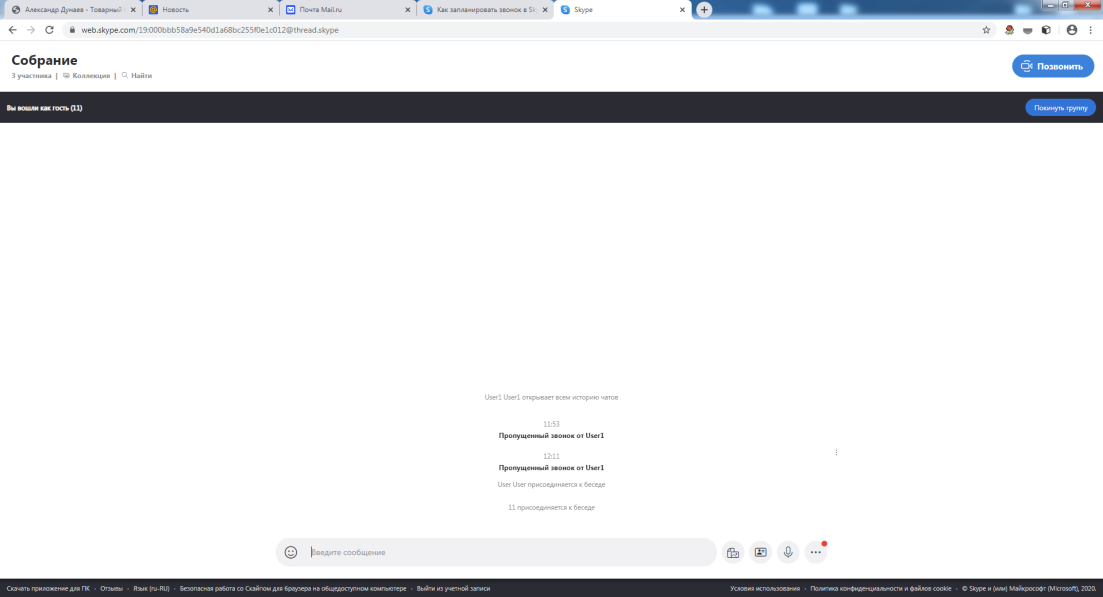 Александр Дунаев - Товарный
Новость
Почта Mail.ru
Как запланировать звонок в Sk
Skype
web.skype.com/19:000bbb58a9e540d1a68bc255f0e1c012@thread.skype
Собрание
3 участника | Коллекция | Найти
Позвонить
Вы вошли как гость (11)
Покинуть группу
User1 User1 открывает всем историю чатов
11:53
Пропущенный звонок от User1
12:11
Пропущенный звонок от User1
User User присоединяется к беседе
11 присоединяется к беседе
Введите сообщение
Скачать приложение для ПК - Отзывы - Язык (ru-RU) - Безопасная работа со Скайпом для браузера на общедоступном компьютере - Выйти из учетной записи
Условия использования - Политика конфиденциальности и файлов cookie - © Skype и (или) Майкрософт (Microsoft), 2020.